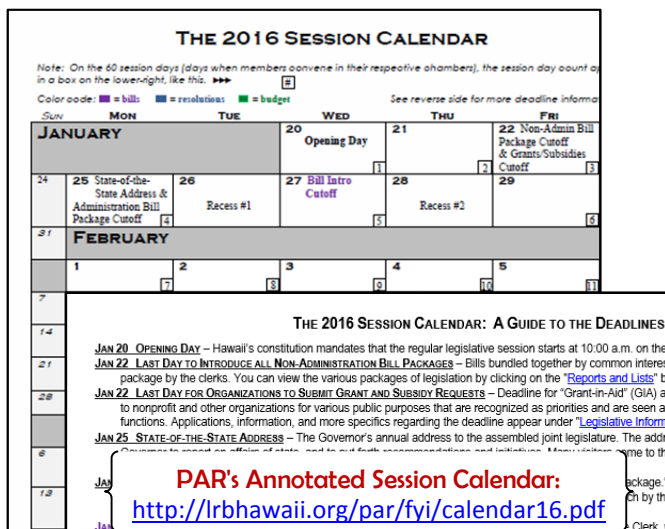 THE 2016 SESSION CALENDAR
Note: On the 60 session days (days when members convene in their respective chambers), the session day count
in a box on the lower-right, like this. ►►► #
Color code: = bills = resolutions = budget See reverse side for more deadline
SUN MON TUE WED THU FRI
JANUARY
20 Opening Day 1
21 2
22 Non-Admin Bill Package Cutoff & Grants/Subsidies Cutoff 3
24
25 State-of-the-State Address & Administration Bill Package Cutoff 4
26 Recess #1
27 Bill Intro Cutoff 5
28 Recess #2
29 6
31 FEBRUARY
1 7
2 8
3 9
4 10
5 11
7
14
21
28
6
13
THE 2016 SESSION CALENDAR: A GUIDE TO THE DEADLINES
JAN 20 OPENING DAY – Hawaii's constitution mandates that the regular legislative session starts at 10:00 a.m. on the
JAN 22 LAST DAY TO INTRODUCE ALL NON-ADMINISTRATION BILL PACKAGES – Bills bundled together by common
package by the clerks. You can view the various packages of legislation by clicking on the "Reports and Lists"
JAN 22 LAST DAY FOR ORGANIZATIONS TO SUBMIT GRANT AND SUBSIDY REQUESTS – Deadline for "Grant-in-Aid" (GIA)
to nonprofit and other organizations for various public purposes that are recognized as priorities and are seen
functions. Applications, information, and more specifics regarding the deadline appear under "Legislative
JAN 25 STATE-OF-THE-STATE ADDRESS – The Governor's annual address to the assembled joint legislature. The
PAR's Annotated Session Calendar:
http://lrbhawaii.org/par/fyi/calendar16.pdf
Clerk,